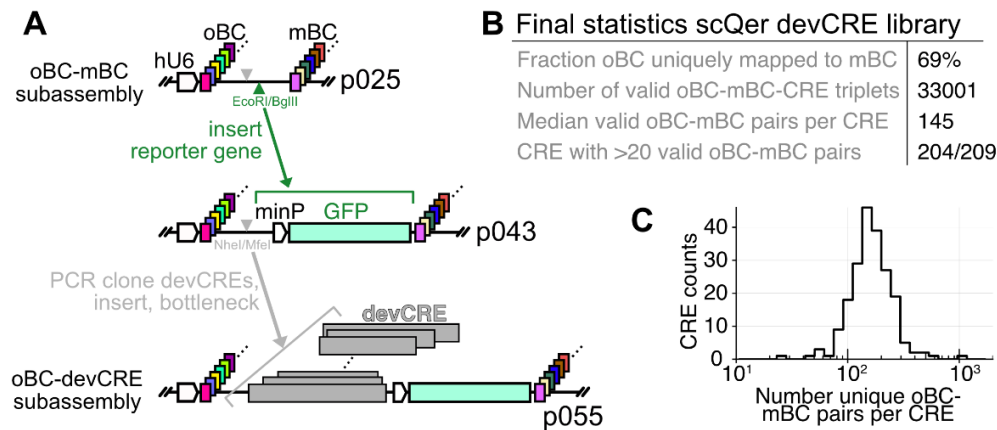 A
oBC
mBC
hU6
oBC-mBC
subassembly
p025
EcoRI/BglII
insert
reporter gene
minP
GFP
p043
NheI/MfeI
PCR clone devCREs,
insert, bottleneck
devCRE
oBC-devCRE
subassembly
p055
B
Final statistics scQer devCRE library
Fraction oBC uniquely mapped to mBC 69%
Number of valid oBC-mBC-CRE triplets 33001
Median valid oBC-mBC pairs per CRE 145
CRE with >20 valid oBC-mBC pairs 204/209
C
CRE counts
40
30
20
10
0
10¹ 10² 10³
Number unique oBC-
mBC pairs per CRE